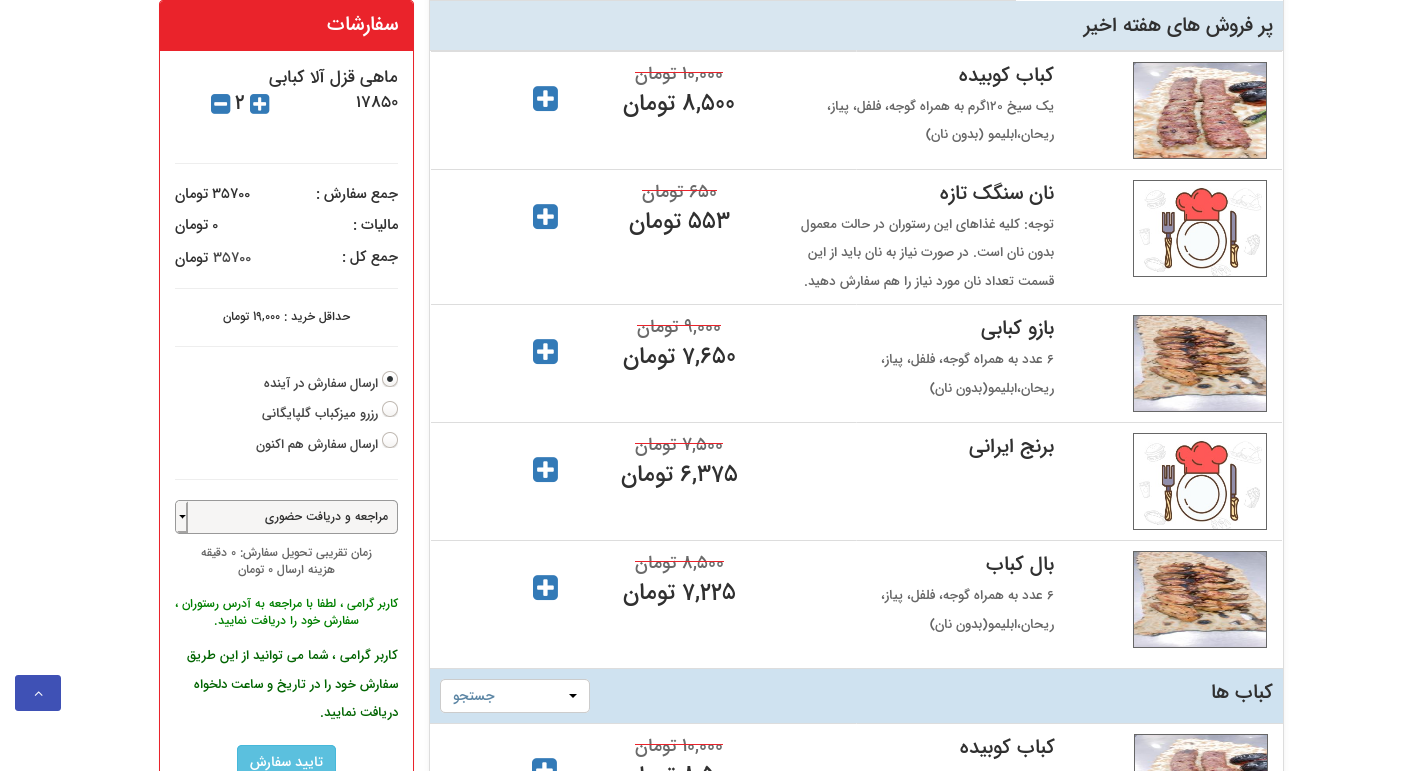 پر فروش های هفته اخیر
کباب کوبیده
۱۰,۰۰۰ تومان
۸,۵۰۰ تومان
یک سیخ ۱۲۰گرم به همراه گوجه، فلفل، پیاز،
ریحان،ابلیمو (بدون نان)
نان سنگک تازه
۶۵۰ تومان
۵۵۳ تومان
توجه: کلیه غذاهای این رستوران در حالت معمول
بدون نان است. در صورت نیاز به نان باید از این
قسمت تعداد نان مورد نیاز را هم سفارش دهید.
بازو کبابی
۹,۰۰۰ تومان
۷,۶۵۰ تومان
۶ عدد به همراه گوجه، فلفل، پیاز،
ریحان،ابلیمو(بدون نان)
برنج ایرانی
۷,۵۰۰ تومان
۶,۳۷۵ تومان
بال کباب
۸,۵۰۰ تومان
۷,۲۲۵ تومان
۶ عدد به همراه گوجه، فلفل، پیاز،
ریحان،ابلیمو(بدون نان)
کباب ها
جستجو
کباب کوبیده
۱۰,۰۰۰ تومان
سفارشات
ماهی قزل آلا کبابی
۱۷۸۵۰
۲
جمع سفارش : ۳۵۷۰۰ تومان
مالیات : ۰ تومان
جمع کل : ۳۵۷۰۰ تومان
حداقل خرید : ۱۹,۰۰۰ تومان
ارسال سفارش در آینده
رزرو میزکباب گلپایگانی
ارسال سفارش هم اکنون
مراجعه و دریافت حضوری
زمان تقریبی تحویل سفارش: ۰ دقیقه
هزینه ارسال ۰ تومان
کاربر گرامی ، لطفا با مراجعه به آدرس رستوران ،
سفارش خود را دریافت نمایید.
کاربر گرامی ، شما می توانید از این طریق
سفارش خود را در تاریخ و ساعت دلخواه
دریافت نمایید.
تایید سفارش